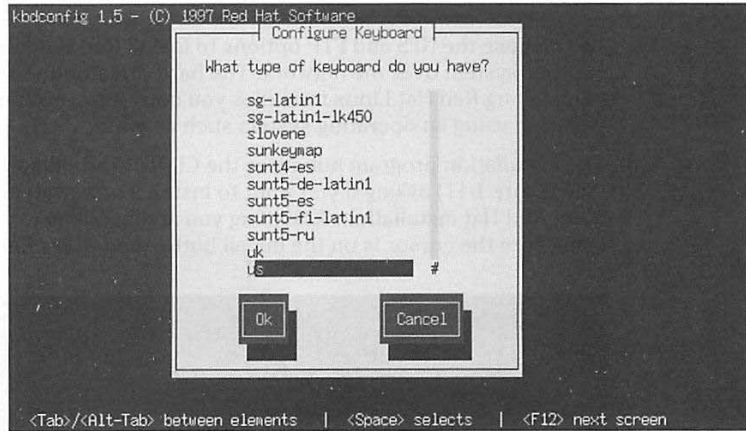 kbdconfig 1.5 - (C) 1997 Red Hat Software
Configure Keyboard
What type of keyboard do you have?
sg-latin1
sg-latin1-lk450
slovene
sunkeymap
sunt4-es
sunt5-de-latin1
sunt5-es
sunt5-fi-latin1
sunt5-ru
uk
us
#
Ok
Cancel
<Tab>/<Alt-Tab> between elements | <Space> selects | <F12> next screen